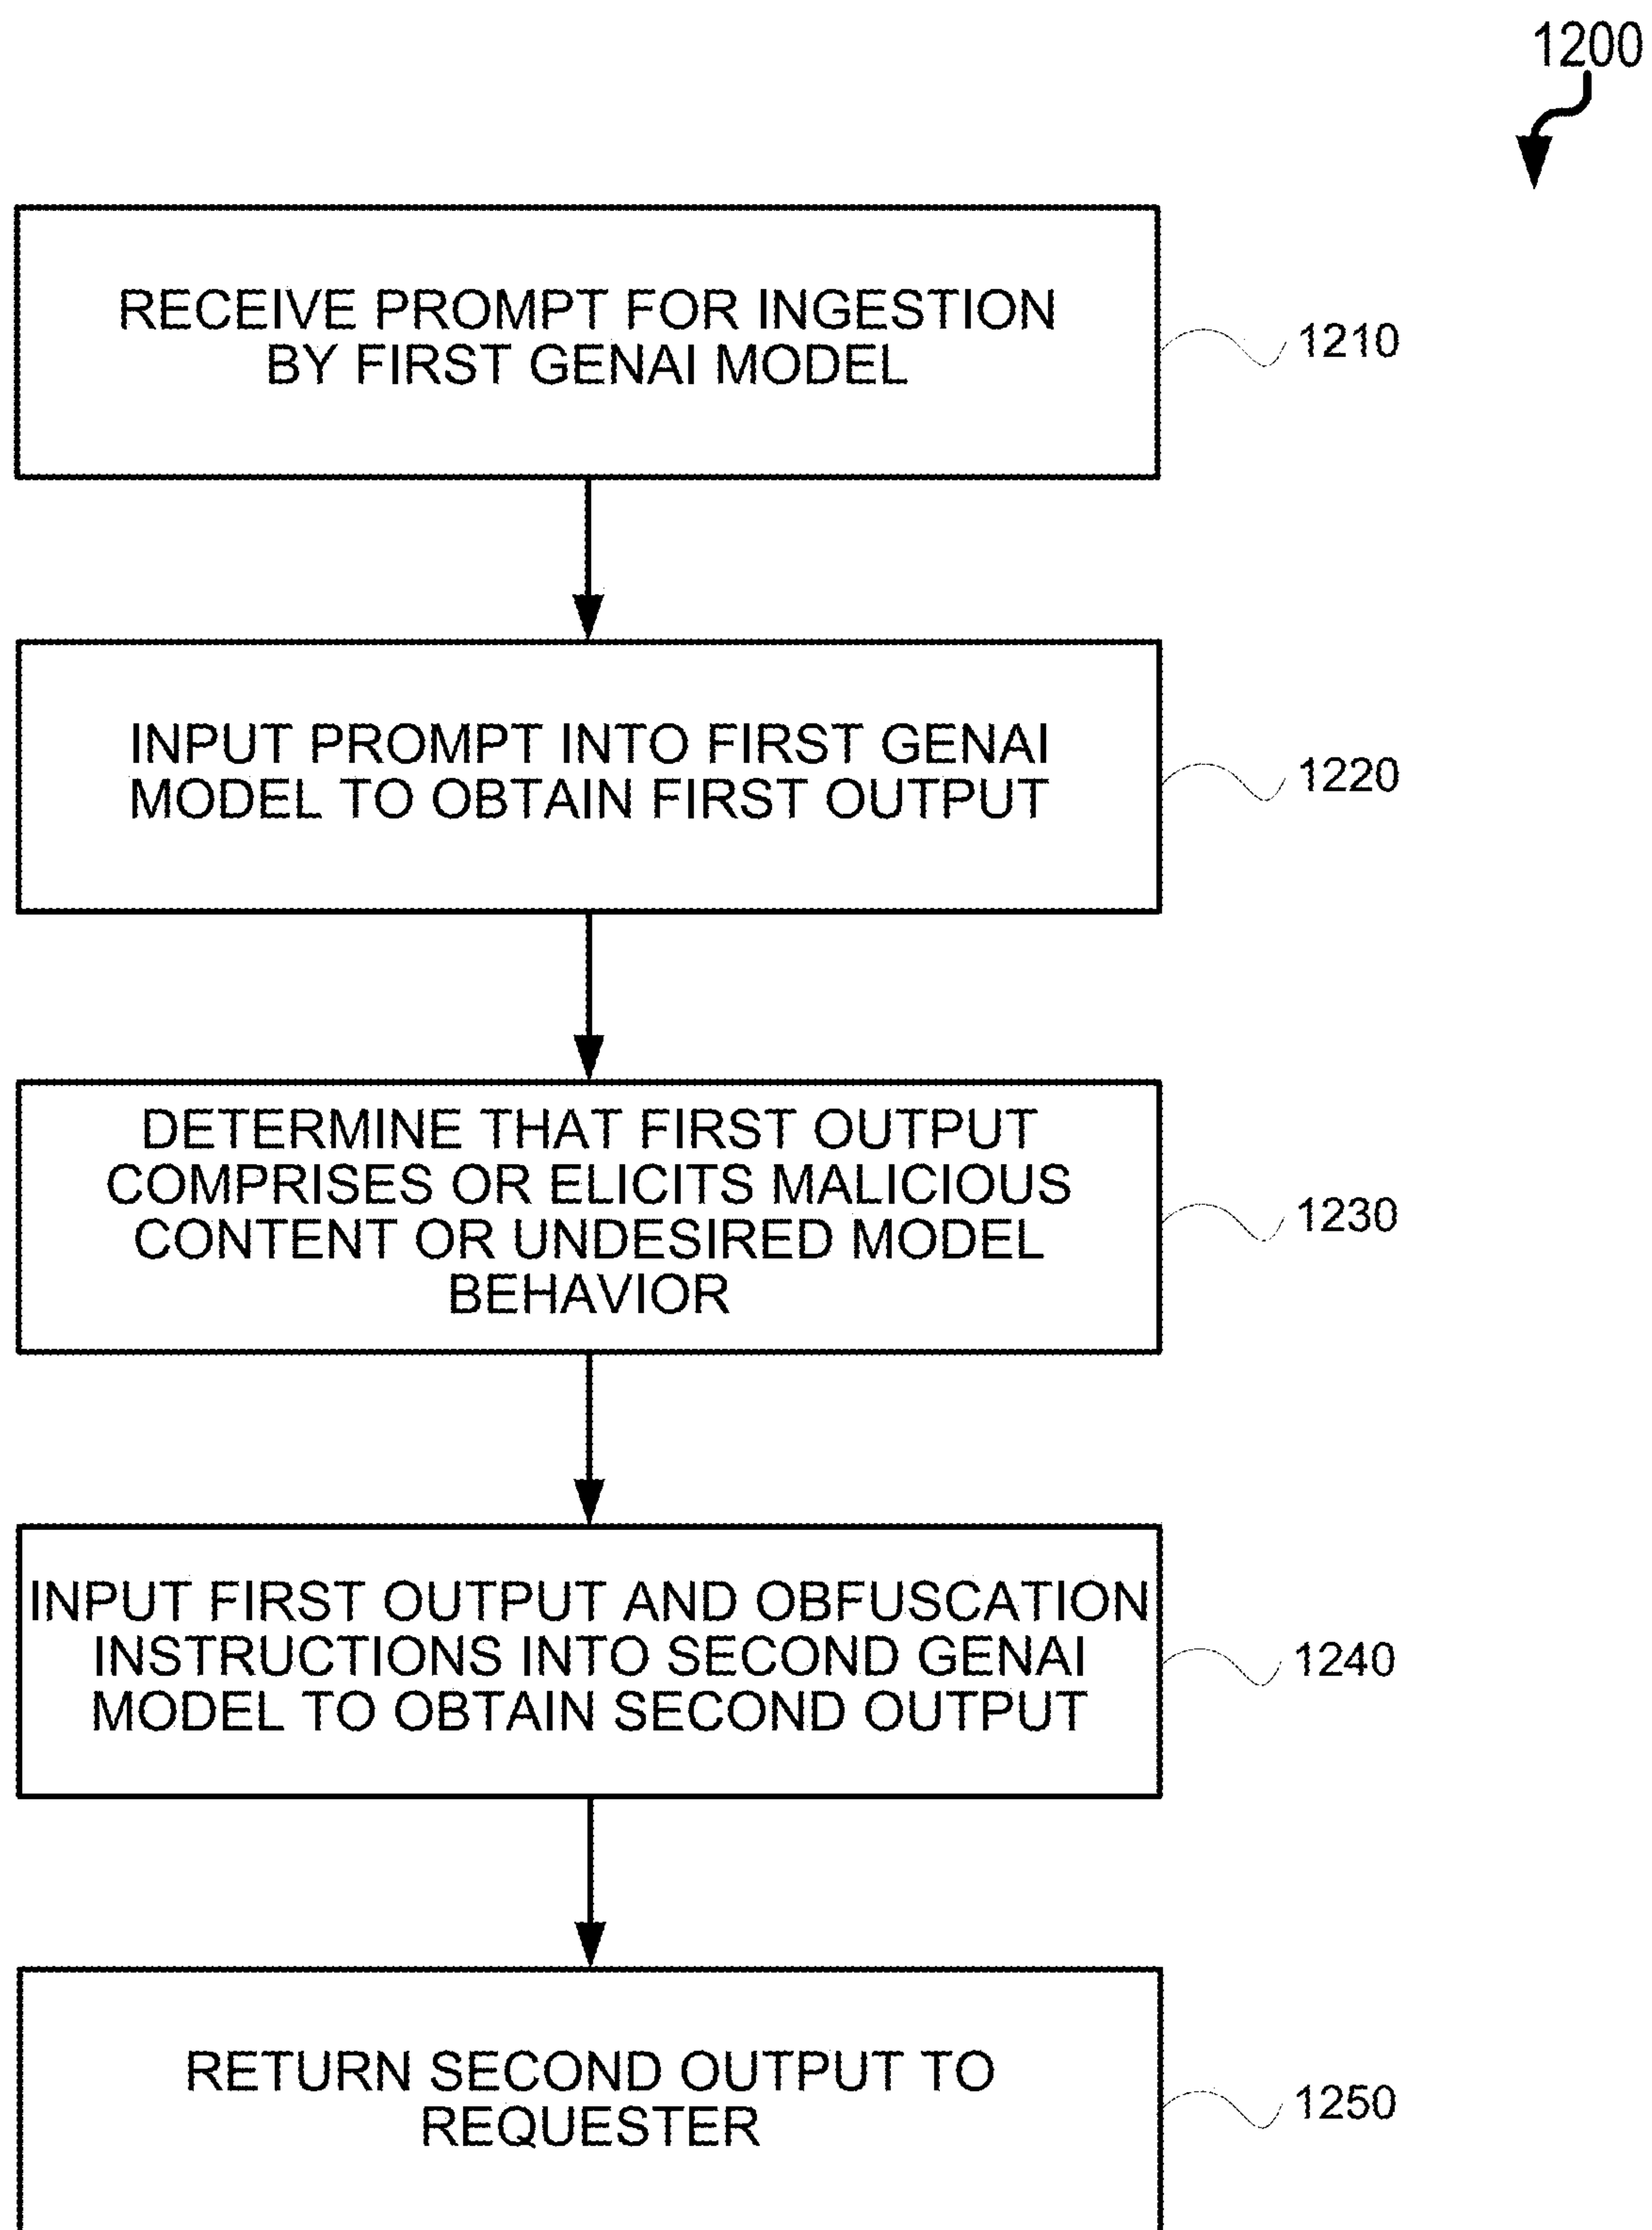 1200
RECEIVE PROMPT FOR INGESTION
BY FIRST GENAI MODEL
1210
INPUT PROMPT INTO FIRST GENAI
MODEL TO OBTAIN FIRST OUTPUT
1220
DETERMINE THAT FIRST OUTPUT
COMPRISES OR ELICITS MALICIOUS
CONTENT OR UNDESIRED MODEL
BEHAVIOR
1230
INPUT FIRST OUTPUT AND OBFUSCATION
INSTRUCTIONS INTO SECOND GENAI
MODEL TO OBTAIN SECOND OUTPUT
1240
RETURN SECOND OUTPUT TO
REQUESTER
1250